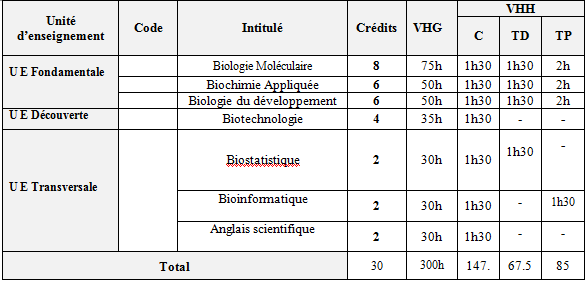 Unité d'enseignement Code Intitulé Crédits VHG VHH
C TD TP
U E Fondamentale Biologie Moléculaire 8 75h 1h30 1h30 2h
Biochimie Appliquée 6 50h 1h30 1h30 2h
Biologie du développement 6 50h 1h30 1h30 2h
U E Découverte Biotechnologie 4 35h 1h30 - -
U E Transversale Biostatistique 2 30h 1h30 1h30 -
Bioinformatique 2 30h 1h30 - 1h30
Anglais scientifique 2 30h 1h30 - -
Total 30 300h 147. 67.5 85